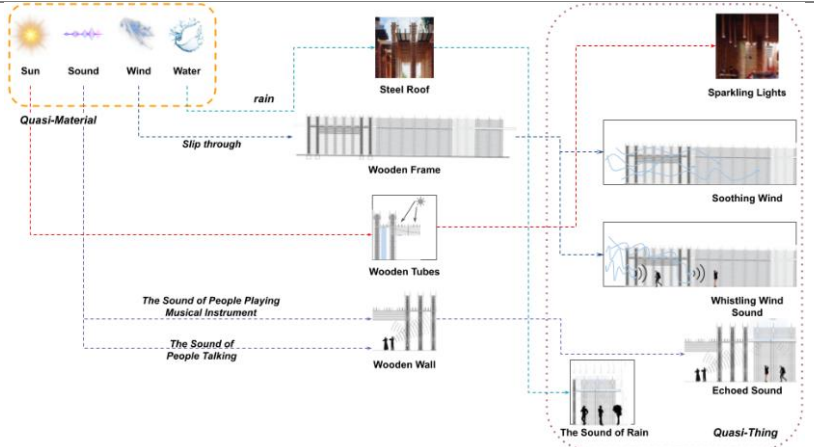 Sun
Sound
Wind
Water
Quasi-Material
rain
Slip through
Steel Roof
Wooden Frame
Wooden Tubes
The Sound of People Playing
Musical Instrument
The Sound of
People Talking
Wooden Wall
Sparkling Lights
Soothing Wind
Whistling Wind
Sound
Echoed Sound
The Sound of Rain
Quasi-Thing